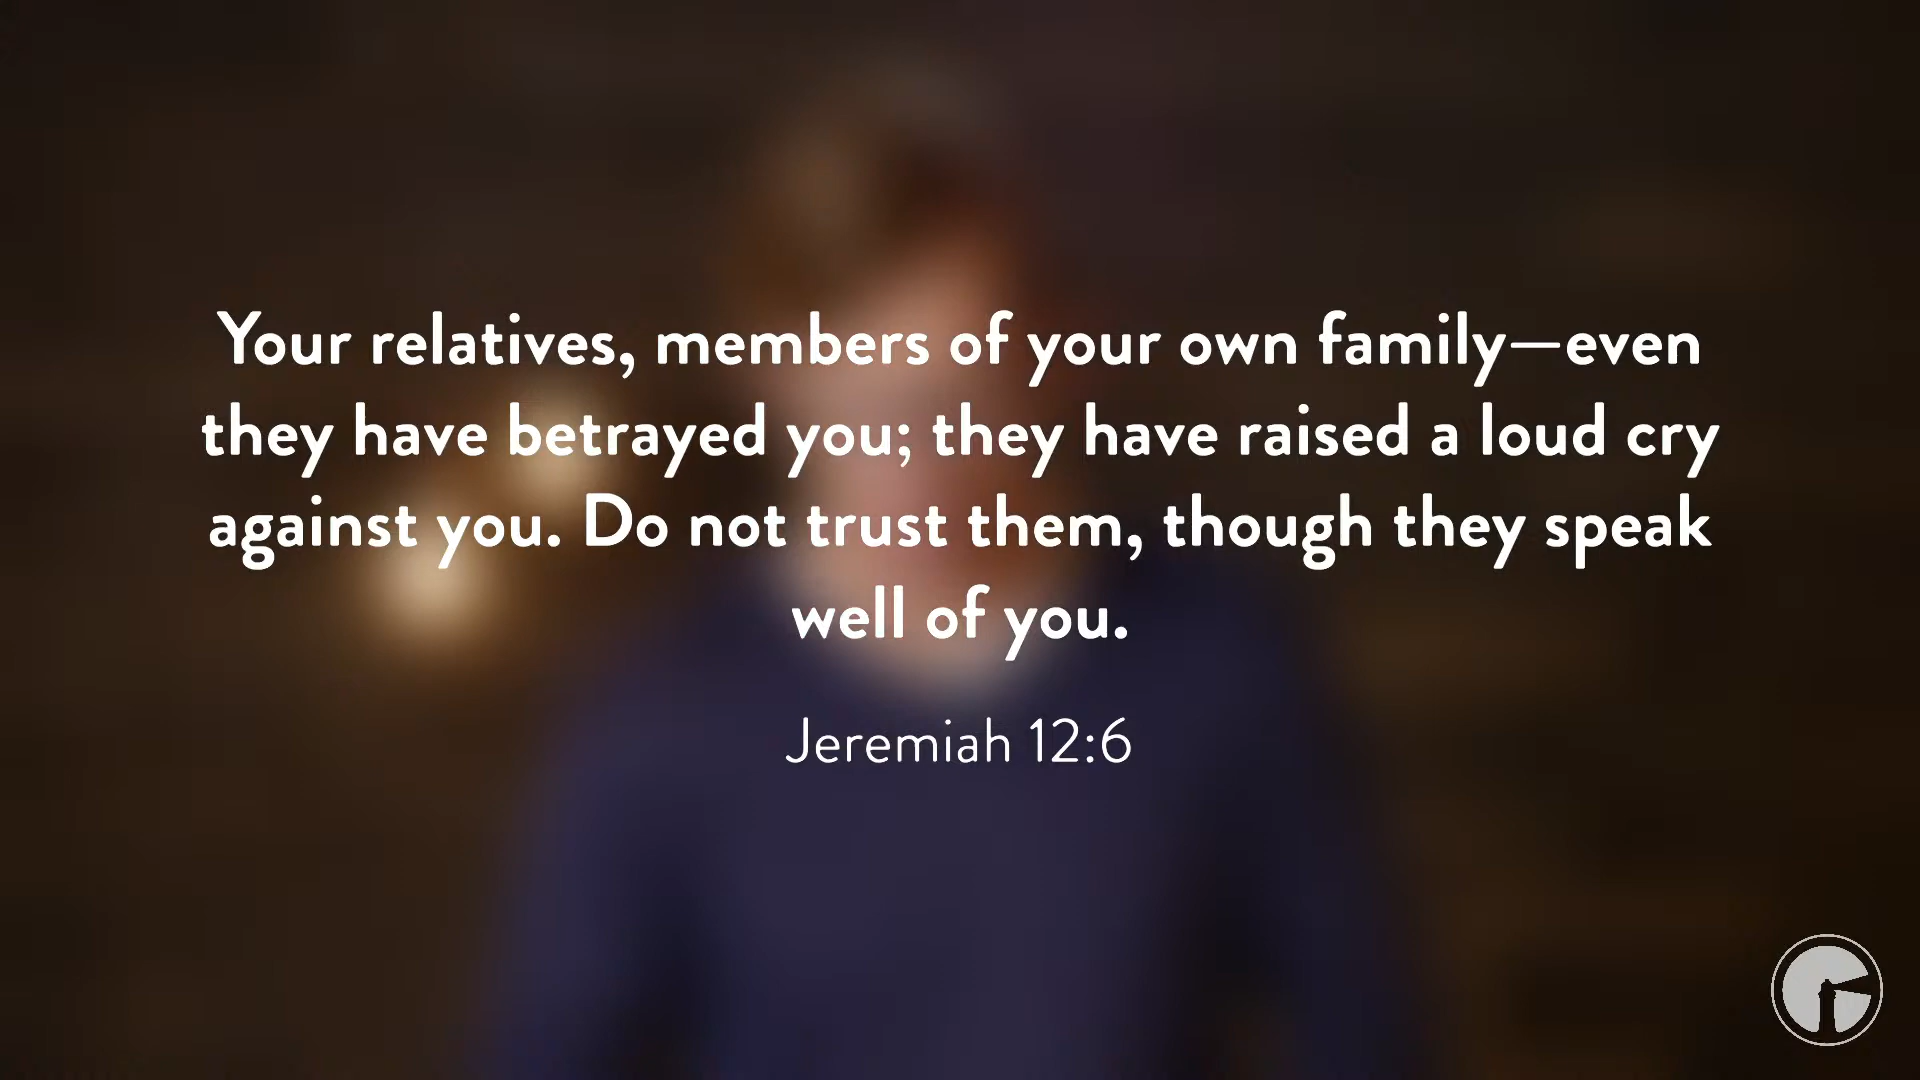 Your relatives, members of your own family—even
they have betrayed you; they have raised a loud cry
against you. Do not trust them, though they speak
well of you.
Jeremiah 12:6